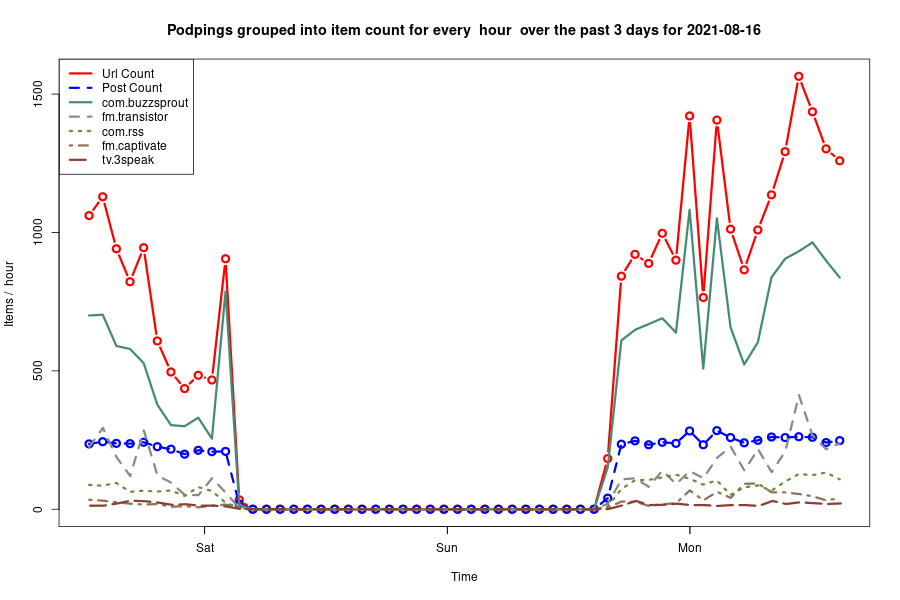 Podpings grouped into item count for every  hour  over the past 3 days for 2021-08-16
Url Count
Post Count
com.buzzsprout
fm.transistor
com.rss
fm.captivate
tv.3speak
Items /  hour
1500
1000
500
0
Sat
Sun
Mon
Time